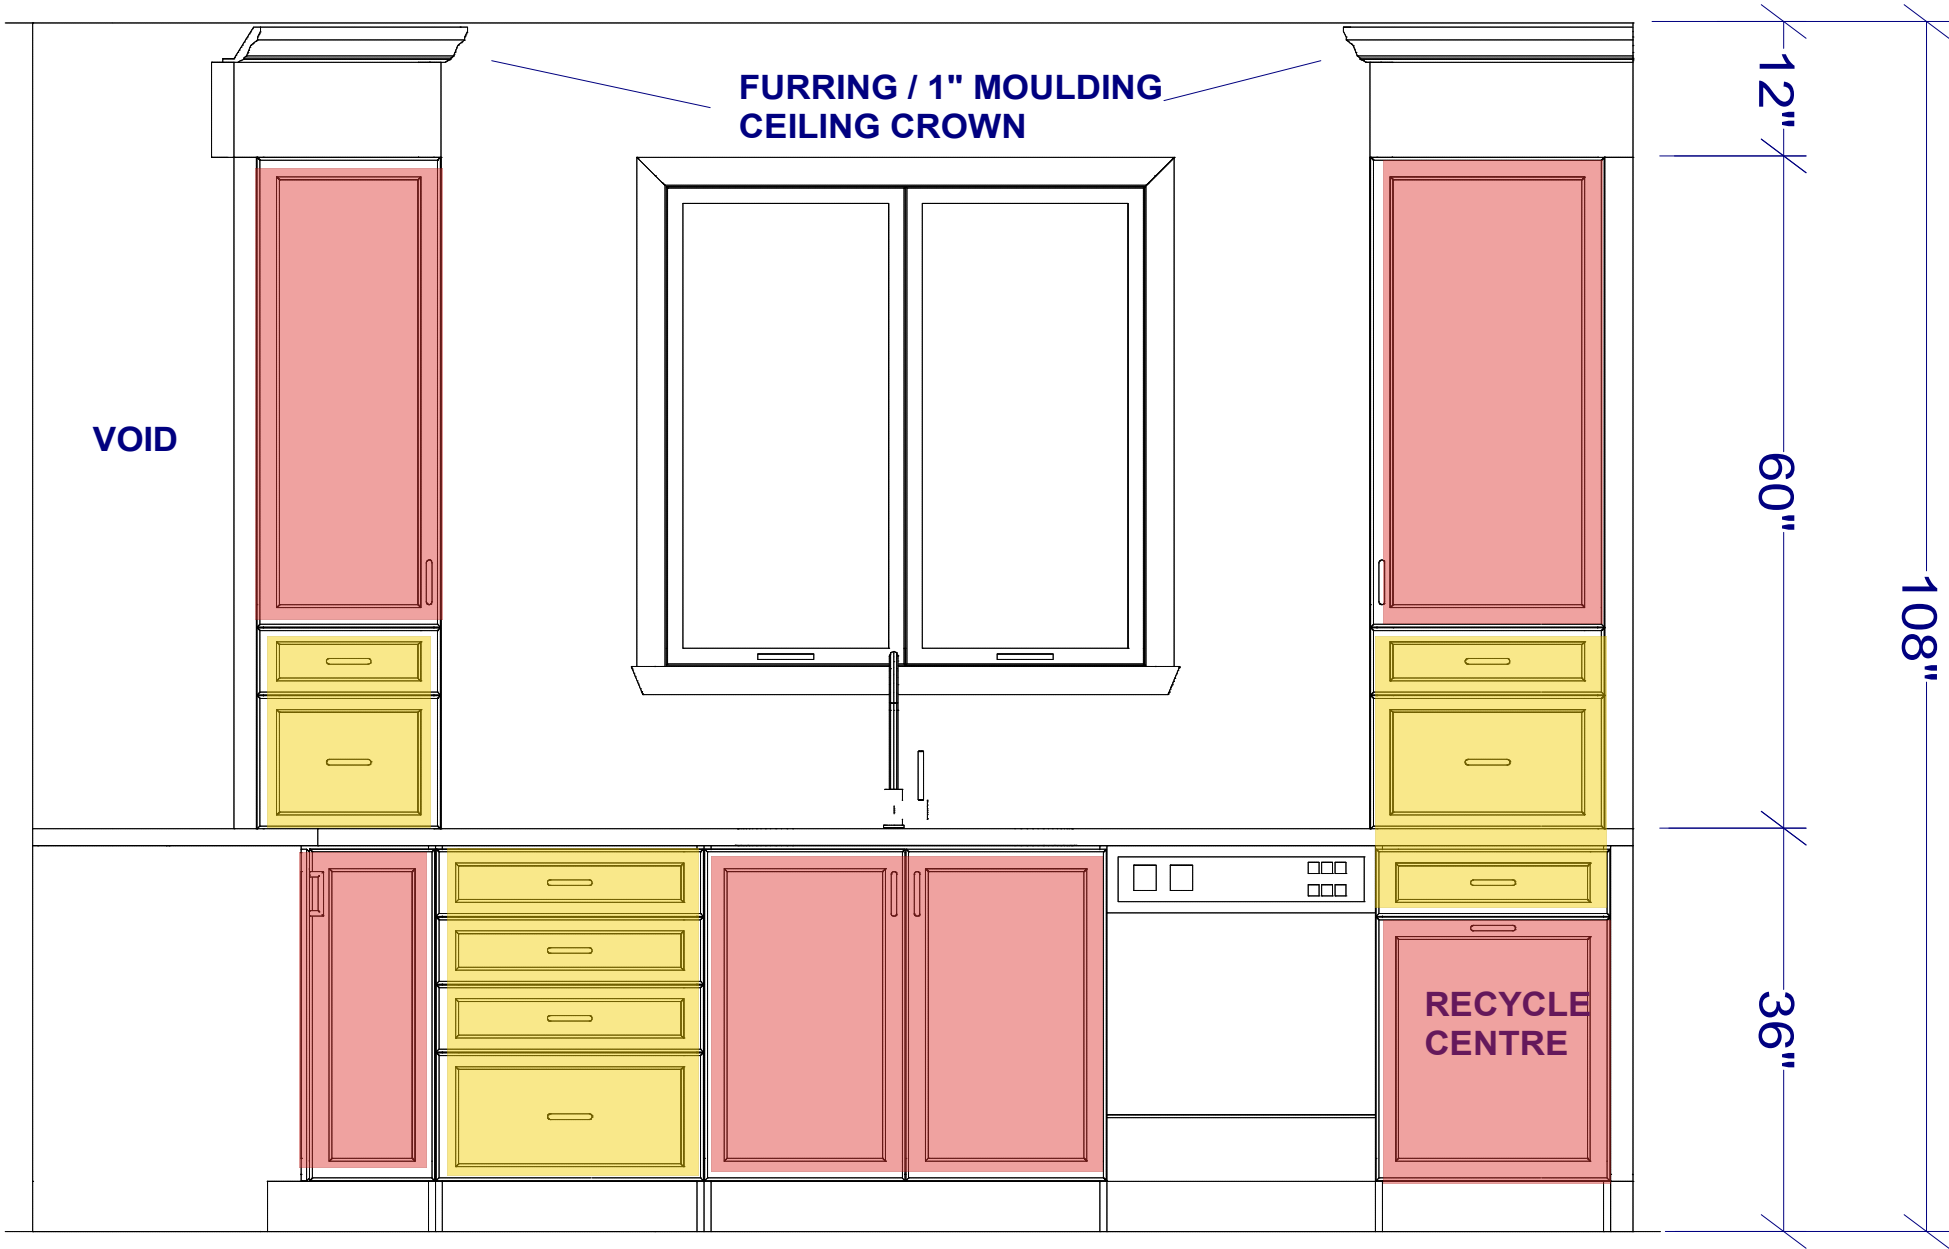 FURRING / 1" MOULDING
CEILING CROWN
12"
VOID
60"
108"
RECYCLE
CENTRE
36"